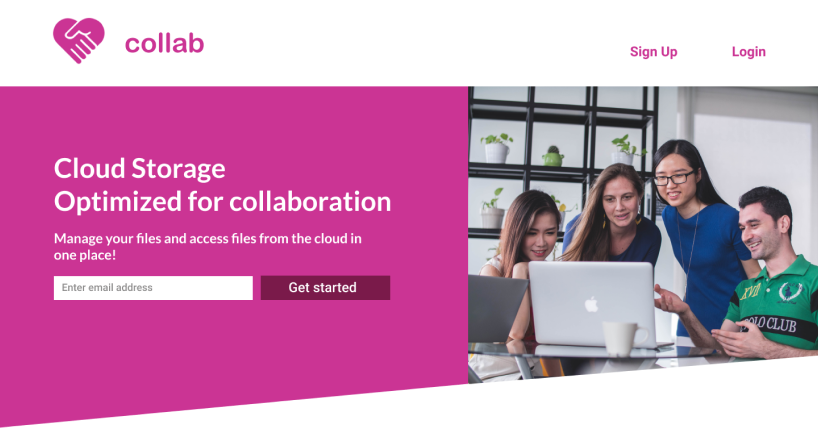 collab
Sign Up
Login
Cloud Storage
Optimized for collaboration
Manage your files and access files from the cloud in
one place!
Enter email address
Get started
XVII
POLO CLUB